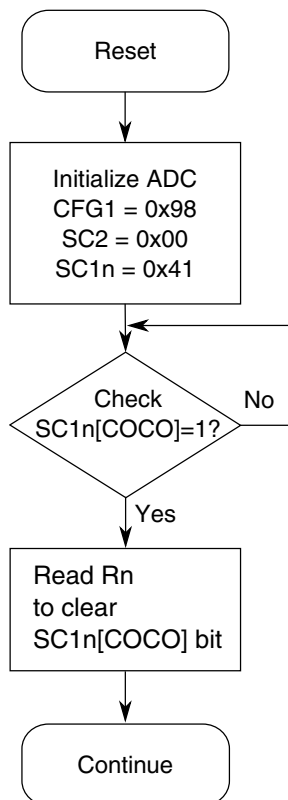 Reset
Initialize ADC
CFG1 = 0x98
SC2 = 0x00
SC1n = 0x41
Check
SC1n[COCO]=1?
No
Yes
Read Rn
to clear
SC1n[COCO] bit
Continue